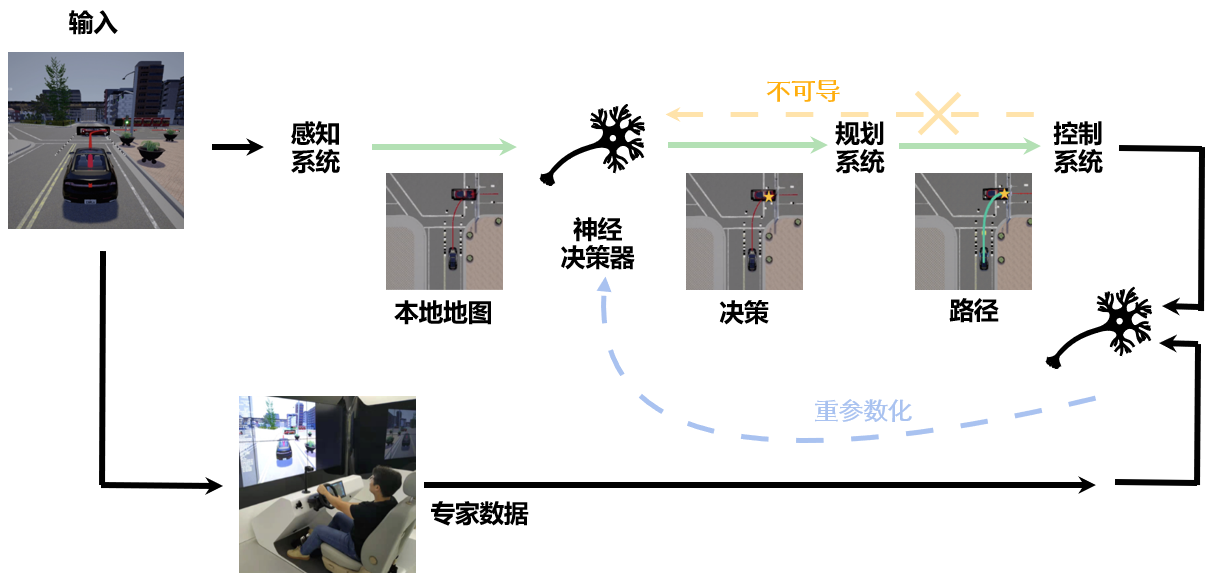 输入
不可导
感知
系统
规划
系统
控制
系统
神经
决策器
本地地图
决策
路径
重参数化
专家数据